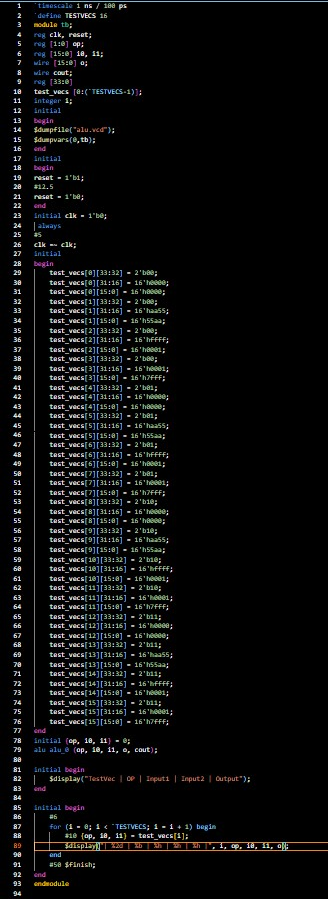 1 `timescale 1 ns / 100 ps
2 `define TESTVECS 16
3 module tb;
4 reg clk, reset;
5 reg [1:0] op;
6 reg [15:0] i0, i1;
7 wire [15:0] o;
8 wire cout;
9 reg [33:0]
10 test_vecs [0:(`TESTVECS-1)];
11 integer i;
12 initial
13 begin
14 $dumpfile("alu.vcd");
15 $dumpvars(0,tb);
16 end
17 initial
18 begin
19 reset = 1'b1;
20 #12.5
21 reset = 1'b0;
22 end
23 initial clk = 1'b0;
24 always
25 #5
26 clk =~ clk;
27 initial
28 begin
29 test_vecs[0][33:32] = 2'b00;
30 test_vecs[0][31:16] = 16'h0000;
31 test_vecs[0][15:0] = 16'h0000;
32 test_vecs[1][33:32] = 2'b00;
33 test_vecs[1][31:16] = 16'haa55;
34 test_vecs[1][15:0] = 16'h55aa;
35 test_vecs[2][33:32] = 2'b00;
36 test_vecs[2][31:16] = 16'hffff;
37 test_vecs[2][15:0] = 16'h0001;
38 test_vecs[3][33:32] = 2'b00;
39 test_vecs[3][31:16] = 16'h0001;
40 test_vecs[3][15:0] = 16'h7fff;
41 test_vecs[4][33:32] = 2'b01;
42 test_vecs[4][31:16] = 16'h0000;
43 test_vecs[4][15:0] = 16'h0000;
44 test_vecs[5][33:32] = 2'b01;
45 test_vecs[5][31:16] = 16'haa55;
46 test_vecs[5][15:0] = 16'h55aa;
47 test_vecs[6][33:32] = 2'b01;
48 test_vecs[6][31:16] = 16'hffff;
49 test_vecs[6][15:0] = 16'h0001;
50 test_vecs[7][33:32] = 2'b01;
51 test_vecs[7][31:16] = 16'h0001;
52 test_vecs[7][15:0] = 16'h7fff;
53 test_vecs[8][33:32] = 2'b10;
54 test_vecs[8][31:16] = 16'h0000;
55 test_vecs[8][15:0] = 16'h0000;
56 test_vecs[9][33:32] = 2'b10;
57 test_vecs[9][31:16] = 16'haa55;
58 test_vecs[9][15:0] = 16'h55aa;
59 test_vecs[10][33:32] = 2'b10;
60 test_vecs[10][31:16] = 16'hffff;
61 test_vecs[10][15:0] = 16'h0001;
62 test_vecs[11][33:32] = 2'b10;
63 test_vecs[11][31:16] = 16'h0001;
64 test_vecs[11][15:0] = 16'h7fff;
65 test_vecs[12][33:32] = 2'b11;
66 test_vecs[12][31:16] = 16'h0000;
67 test_vecs[12][15:0] = 16'h0000;
68 test_vecs[13][33:32] = 2'b11;
69 test_vecs[13][31:16] = 16'haa55;
70 test_vecs[13][15:0] = 16'h55aa;
71 test_vecs[14][33:32] = 2'b11;
72 test_vecs[14][31:16] = 16'hffff;
73 test_vecs[14][15:0] = 16'h0001;
74 test_vecs[15][33:32] = 2'b11;
75 test_vecs[15][31:16] = 16'h0001;
76 test_vecs[15][15:0] = 16'h7fff;
77 end
78 initial {op, i0, i1} = 0;
79 alu alu_0 (op, i0, i1, o, cout);
80
81 initial begin
82 $display("TestVec | OP | Input1 | Input2 | Output");
83 end
84
85 initial begin
86 #6
87 for (i = 0; i < `TESTVECS; i = i + 1) begin
88 #10 {op, i0, i1} = test_vecs[i];
89 $display("| %2d | %b | %h | %h | %h |", i, op, i0, i1, o);
90 end
91 #50 $finish;
92 end
93 endmodule
94